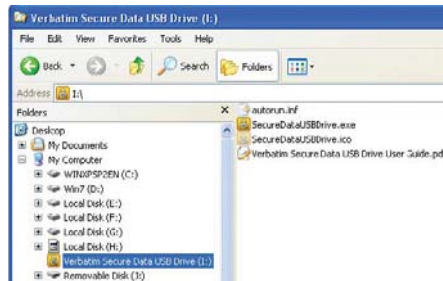 Verbatim Secure Data USB Drive (I:)
File Edit View Favorites Tools Help
Back Search Folders
Address I:\
Folders X
Desktop
My Documents
My Computer
WINXPSP2EN (C:)
Win7 (D:)
Local Disk (E:)
Local Disk (F:)
Local Disk (G:)
Local Disk (H:)
Verbatim Secure Data USB Drive (I:)
Removable Disk (J:)
autorun.inf
SecureDataUSBDrive.exe
SecureDataUSBDrive.ico
Verbatim Secure Data USB Drive User Guide.pd